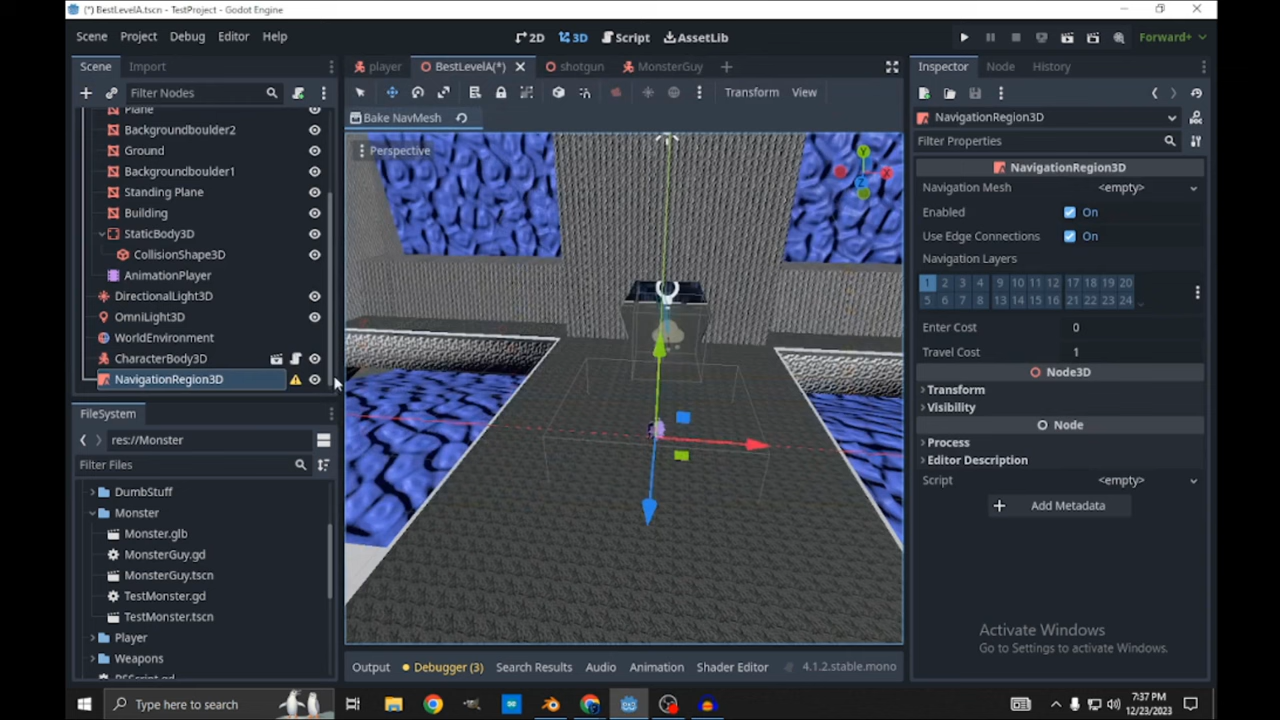 (*) BestLevelA.tscn - TestProject - Godot Engine
Scene Project Debug Editor Help
2D 3D Script AssetLib
Forward+
Scene Import
player BestLevelA(*) shotgun MonsterGuy
Inspector Node History
Filter Nodes
Transform View
Bake NavMesh
Perspective
Y
X
Z
Plane
Backgroundboulder2
Ground
Backgroundboulder1
Standing Plane
Building
StaticBody3D
CollisionShape3D
AnimationPlayer
DirectionalLight3D
OmniLight3D
WorldEnvironment
CharacterBody3D
NavigationRegion3D
FileSystem
res://Monster
Filter Files
DumbStuff
Monster
Monster.glb
MonsterGuy.gd
MonsterGuy.tscn
TestMonster.gd
TestMonster.tscn
Player
Weapons
NavigationRegion3D
Filter Properties
NavigationRegion3D
Navigation Mesh <empty>
Enabled On
Use Edge Connections On
Navigation Layers
1 2 3 4 9 10 11 12 17 18 19 20
5 6 7 8 13 14 15 16 21 22 23 24
Enter Cost 0
Travel Cost 1
Node3D
Transform
Visibility
Node
Process
Editor Description
Script <empty>
Add Metadata
Activate Windows
Go to Settings to activate Windows.
Output Debugger (3) Search Results Audio Animation Shader Editor 4.1.2.stable.mono
Type here to search
7:37 PM
12/23/2023